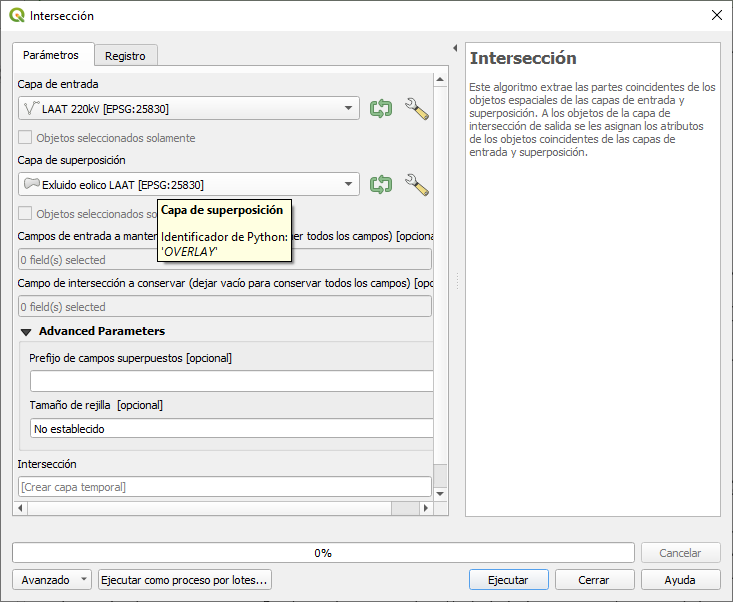 Intersección
Parámetros
Registro
Capa de entrada
LAAT 220kV [EPSG:25830]
Objetos seleccionados solamente
Capa de superposición
Exluido eolico LAAT [EPSG:25830]
Objetos seleccionados so
Capa de superposición
Identificador de Python:
'OVERLAY'
Campos de entrada a manten
er todos los campos) [opciona
0 field(s) selected
Campo de intersección a conservar (dejar vacío para conservar todos los campos) [opc
0 field(s) selected
Advanced Parameters
Prefijo de campos superpuestos [opcional]
Tamaño de rejilla [opcional]
No establecido
Intersección
[Crear capa temporal]
Intersección
Este algoritmo extrae las partes coincidentes de los
objetos espaciales de las capas de entrada y
superposición. A los objetos de la capa de
intersección de salida se les asignan los atributos
de los objetos coincidentes de las capas de
entrada y superposición.
0%
Cancelar
Avanzado
Ejecutar como proceso por lotes...
Ejecutar
Cerrar
Ayuda